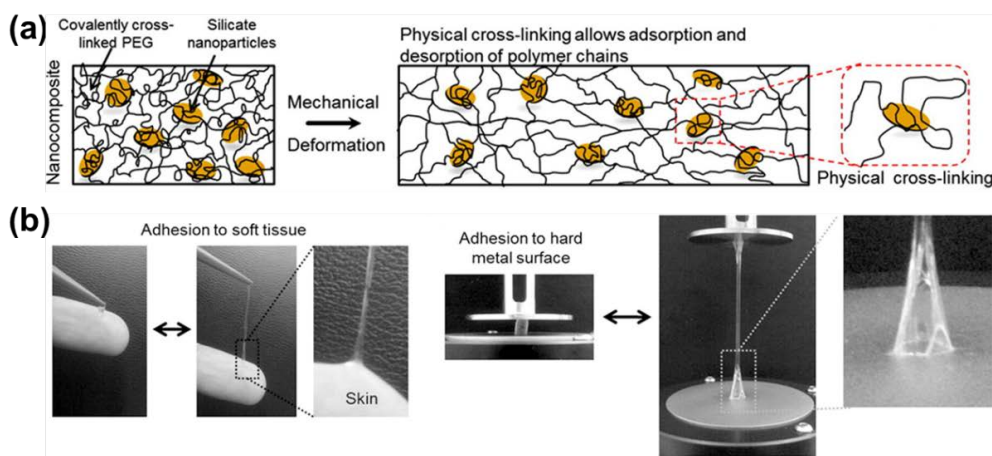 (a)
Covalently cross-
linked PEG
Silicate
nanoparticles
Nanocomposite
Mechanical
Deformation
Physical cross-linking allows adsorption and
desorption of polymer chains
Physical cross-linking
(b)
Adhesion to soft tissue
Skin
Adhesion to hard
metal surface